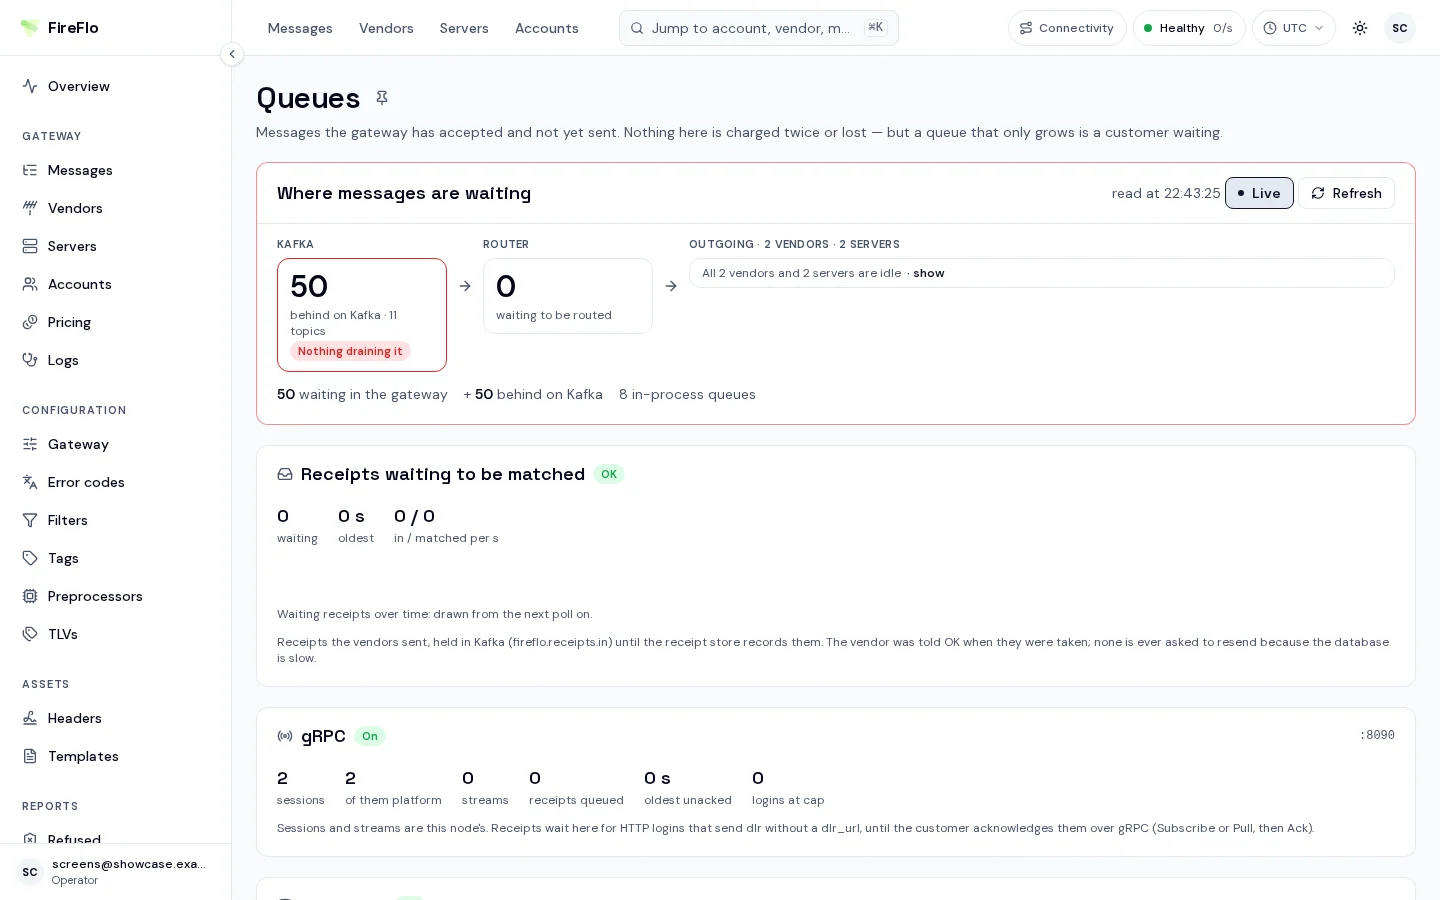 FireFlo
Messages
Vendors
Servers
Accounts
Jump to account, vendor, m...
⌘K
Connectivity
Healthy 0/s
UTC
SC
Overview
GATEWAY
Messages
Vendors
Servers
Accounts
Pricing
Logs
CONFIGURATION
Gateway
Error codes
Filters
Tags
Preprocessors
TLVs
ASSETS
Headers
Templates
REPORTS
Refused
SC
screens@showcase.exa...
Operator
Queues
Messages the gateway has accepted and not yet sent. Nothing here is charged twice or lost — but a queue that only grows is a customer waiting.
Where messages are waiting
read at 22:43:25
Live
Refresh
KAFKA
50
behind on Kafka · 11
topics
Nothing draining it
ROUTER
0
waiting to be routed
OUTGOING · 2 VENDORS · 2 SERVERS
All 2 vendors and 2 servers are idle · show
50 waiting in the gateway + 50 behind on Kafka 8 in-process queues
Receipts waiting to be matched OK
0 0 s 0 / 0
waiting oldest in / matched per s
Waiting receipts over time: drawn from the next poll on.
Receipts the vendors sent, held in Kafka (fireflo.receipts.in) until the receipt store records them. The vendor was told OK when they were taken; none is ever asked to resend because the database
is slow.
gRPC On :8090
2 2 0 0 0 s 0
sessions of them platform streams receipts queued oldest unacked logins at cap
Sessions and streams are this node's. Receipts wait here for HTTP logins that send dlr without a dlr_url, until the customer acknowledges them over gRPC (Subscribe or Pull, then Ack).